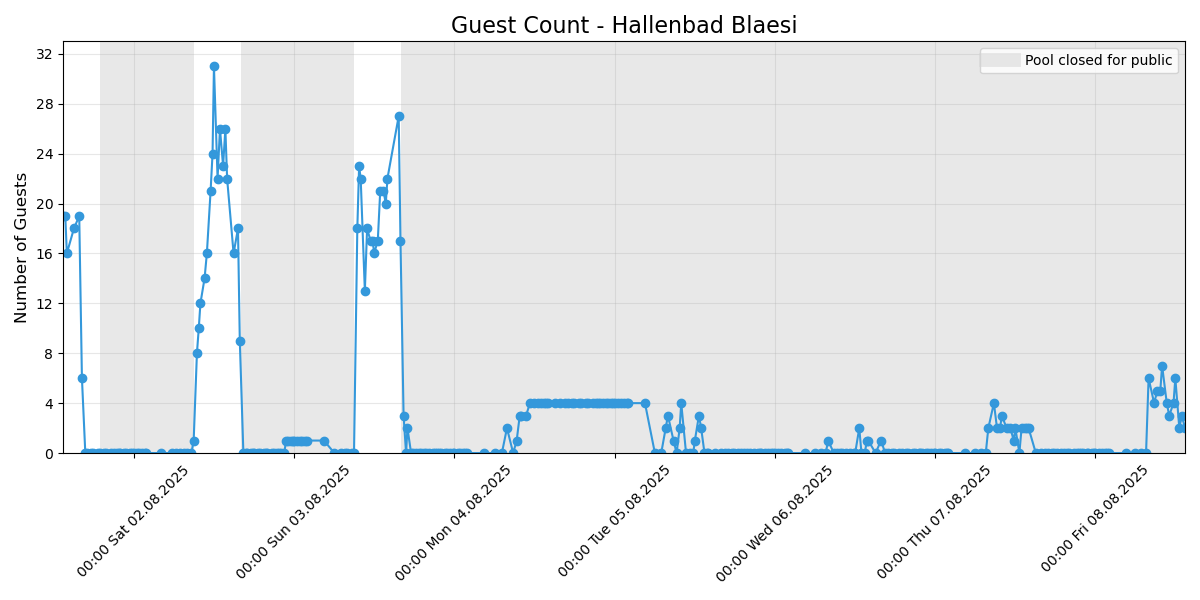 Guest Count - Hallenbad Blaesi
Pool closed for public
Number of Guests
32
28
24
20
16
12
8
4
0
00:00 Sat 02.08.2025
00:00 Sun 03.08.2025
00:00 Mon 04.08.2025
00:00 Tue 05.08.2025
00:00 Wed 06.08.2025
00:00 Thu 07.08.2025
00:00 Fri 08.08.2025